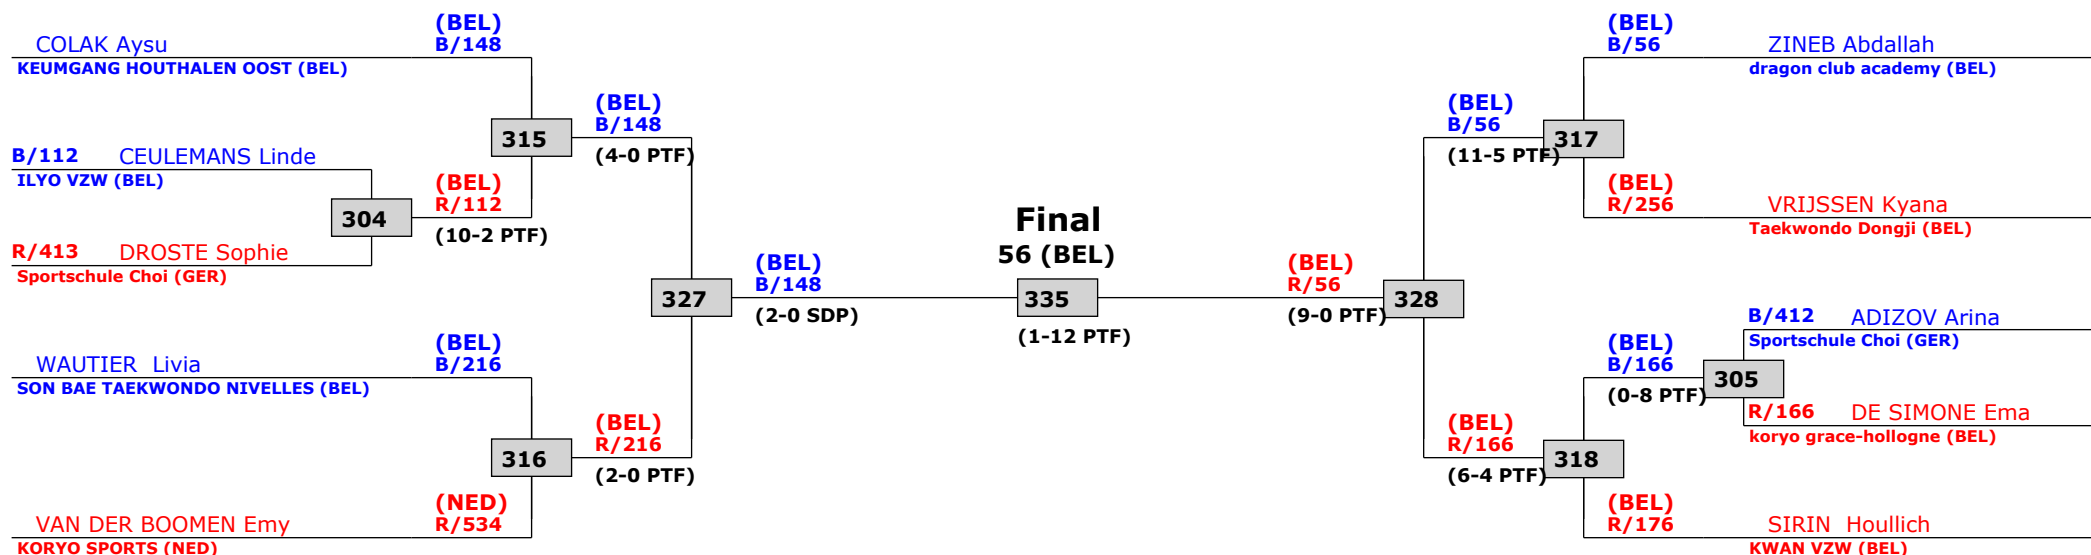 (BEL)
COLAK Aysu B/148
KEUMGANG HOUTHALEN OOST (BEL)
(BEL)
B/148
315
(4-0 PTF)
B/112 CEULEMANS Linde
ILYO VZW (BEL)
(BEL)
R/112
304
(10-2 PTF)
R/413 DROSTE Sophie
Sportschule Choi (GER)
(BEL)
B/148
327
(2-0 SDP)
(BEL)
WAUTIER  Livia B/216
SON BAE TAEKWONDO NIVELLES (BEL)
(BEL)
R/216
316
(2-0 PTF)
(NED)
VAN DER BOOMEN Emy R/534
KORYO SPORTS (NED)
Final
56 (BEL)
335
(1-12 PTF)
(BEL)
B/56 ZINEB Abdallah
dragon club academy (BEL)
(BEL)
B/56
317
(11-5 PTF)
(BEL)
R/256 VRIJSSEN Kyana
Taekwondo Dongji (BEL)
(BEL)
R/56
328
(9-0 PTF)
B/412 ADIZOV Arina
Sportschule Choi (GER)
(BEL)
B/166
305
(0-8 PTF)
R/166 DE SIMONE Ema
koryo grace-hollogne (BEL)
(BEL)
R/166
318
(6-4 PTF)
(BEL)
R/176 SIRIN  Houllich
KWAN VZW (BEL)